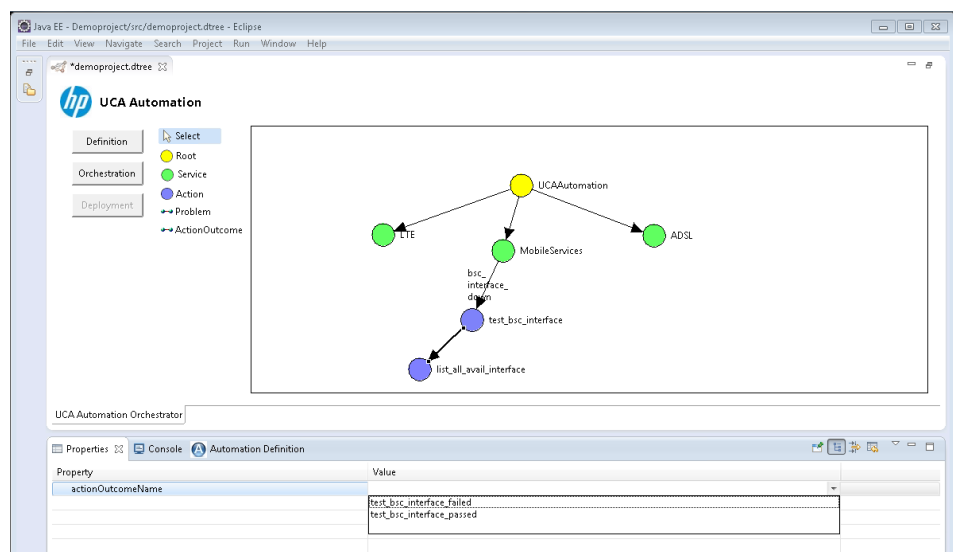 Java EE - Demoproject/src/demoproject.dtree - Eclipse
File Edit View Navigate Search Project Run Window Help
*demoproject.dtree
hp UCA Automation
Definition
Orchestration
Deployment
Select
Root
Service
Action
Problem
ActionOutcome
UCAAutomation
LTE
MobileServices
ADSL
bsc_
interface_
down
test_bsc_interface
list_all_avail_interface
UCA Automation Orchestrator
Properties Console A Automation Definition
Property Value
actionOutcomeName
test_bsc_interface_failed
test_bsc_interface_passed